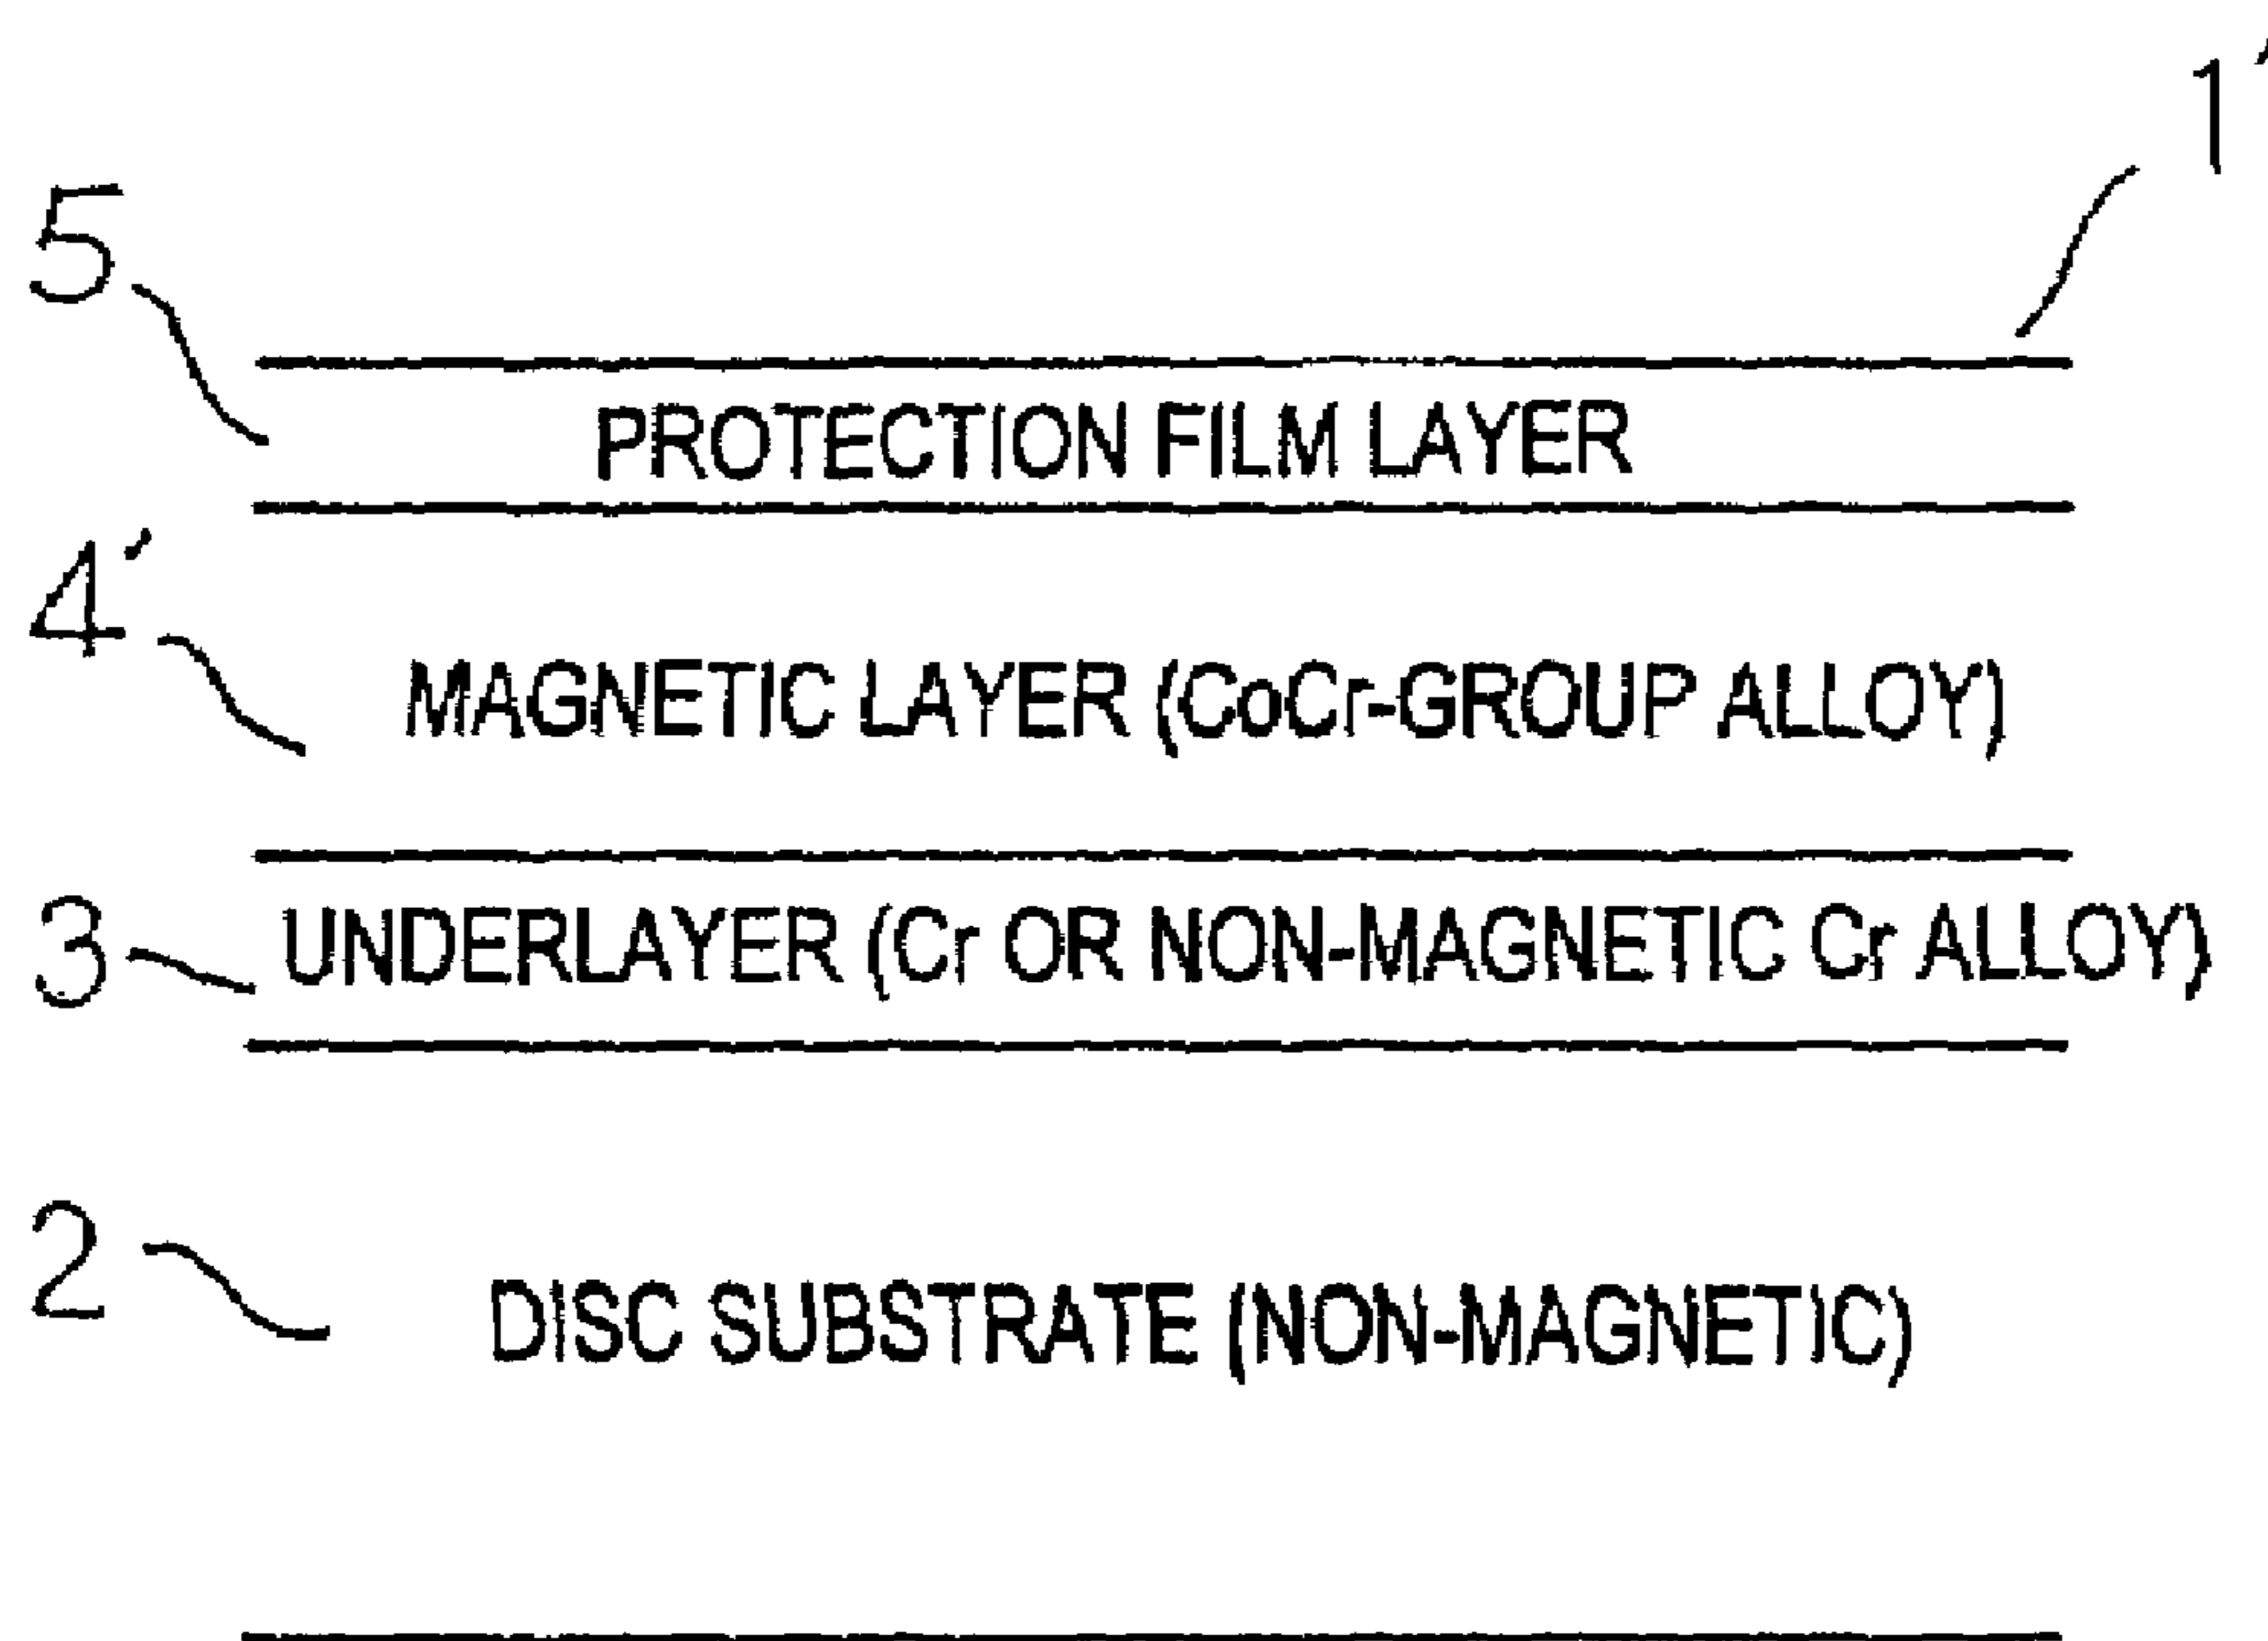 1´
5
PROTECTION FILM LAYER
4´
MAGNETIC LAYER (CoCr-GROUP ALLOY)
3
UNDERLAYER (Cr OR NON-MAGNETIC Cr ALLOY)
2
DISC SUBSTRATE (NON-MAGNETIC)